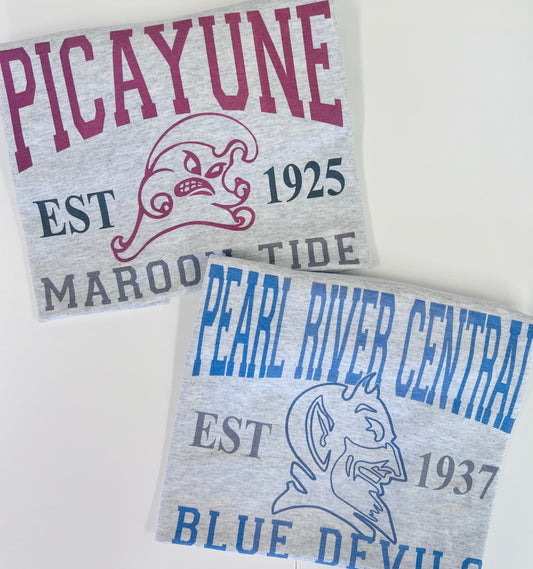 PICAYUNE
EST 1925
MAROON TIDE
PEARL RIVER CENTRAL
EST 1937
BLUE DEVILS